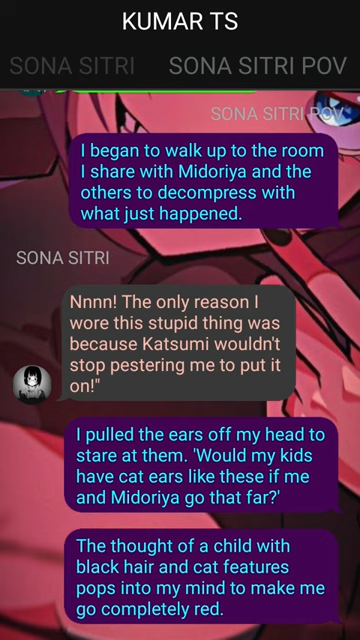 KUMAR TS
SONA SITRI
SONA SITRI POV
SONA SITRI POV
I began to walk up to the room
I share with Midoriya and the
others to decompress with
what just happened.
SONA SITRI
Nnnn! The only reason I
wore this stupid thing was
because Katsumi wouldn't
stop pestering me to put it
on!"
I pulled the ears off my head to
stare at them. 'Would my kids
have cat ears like these if me
and Midoriya go that far?'
The thought of a child with
black hair and cat features
pops into my mind to make me
go completely red.